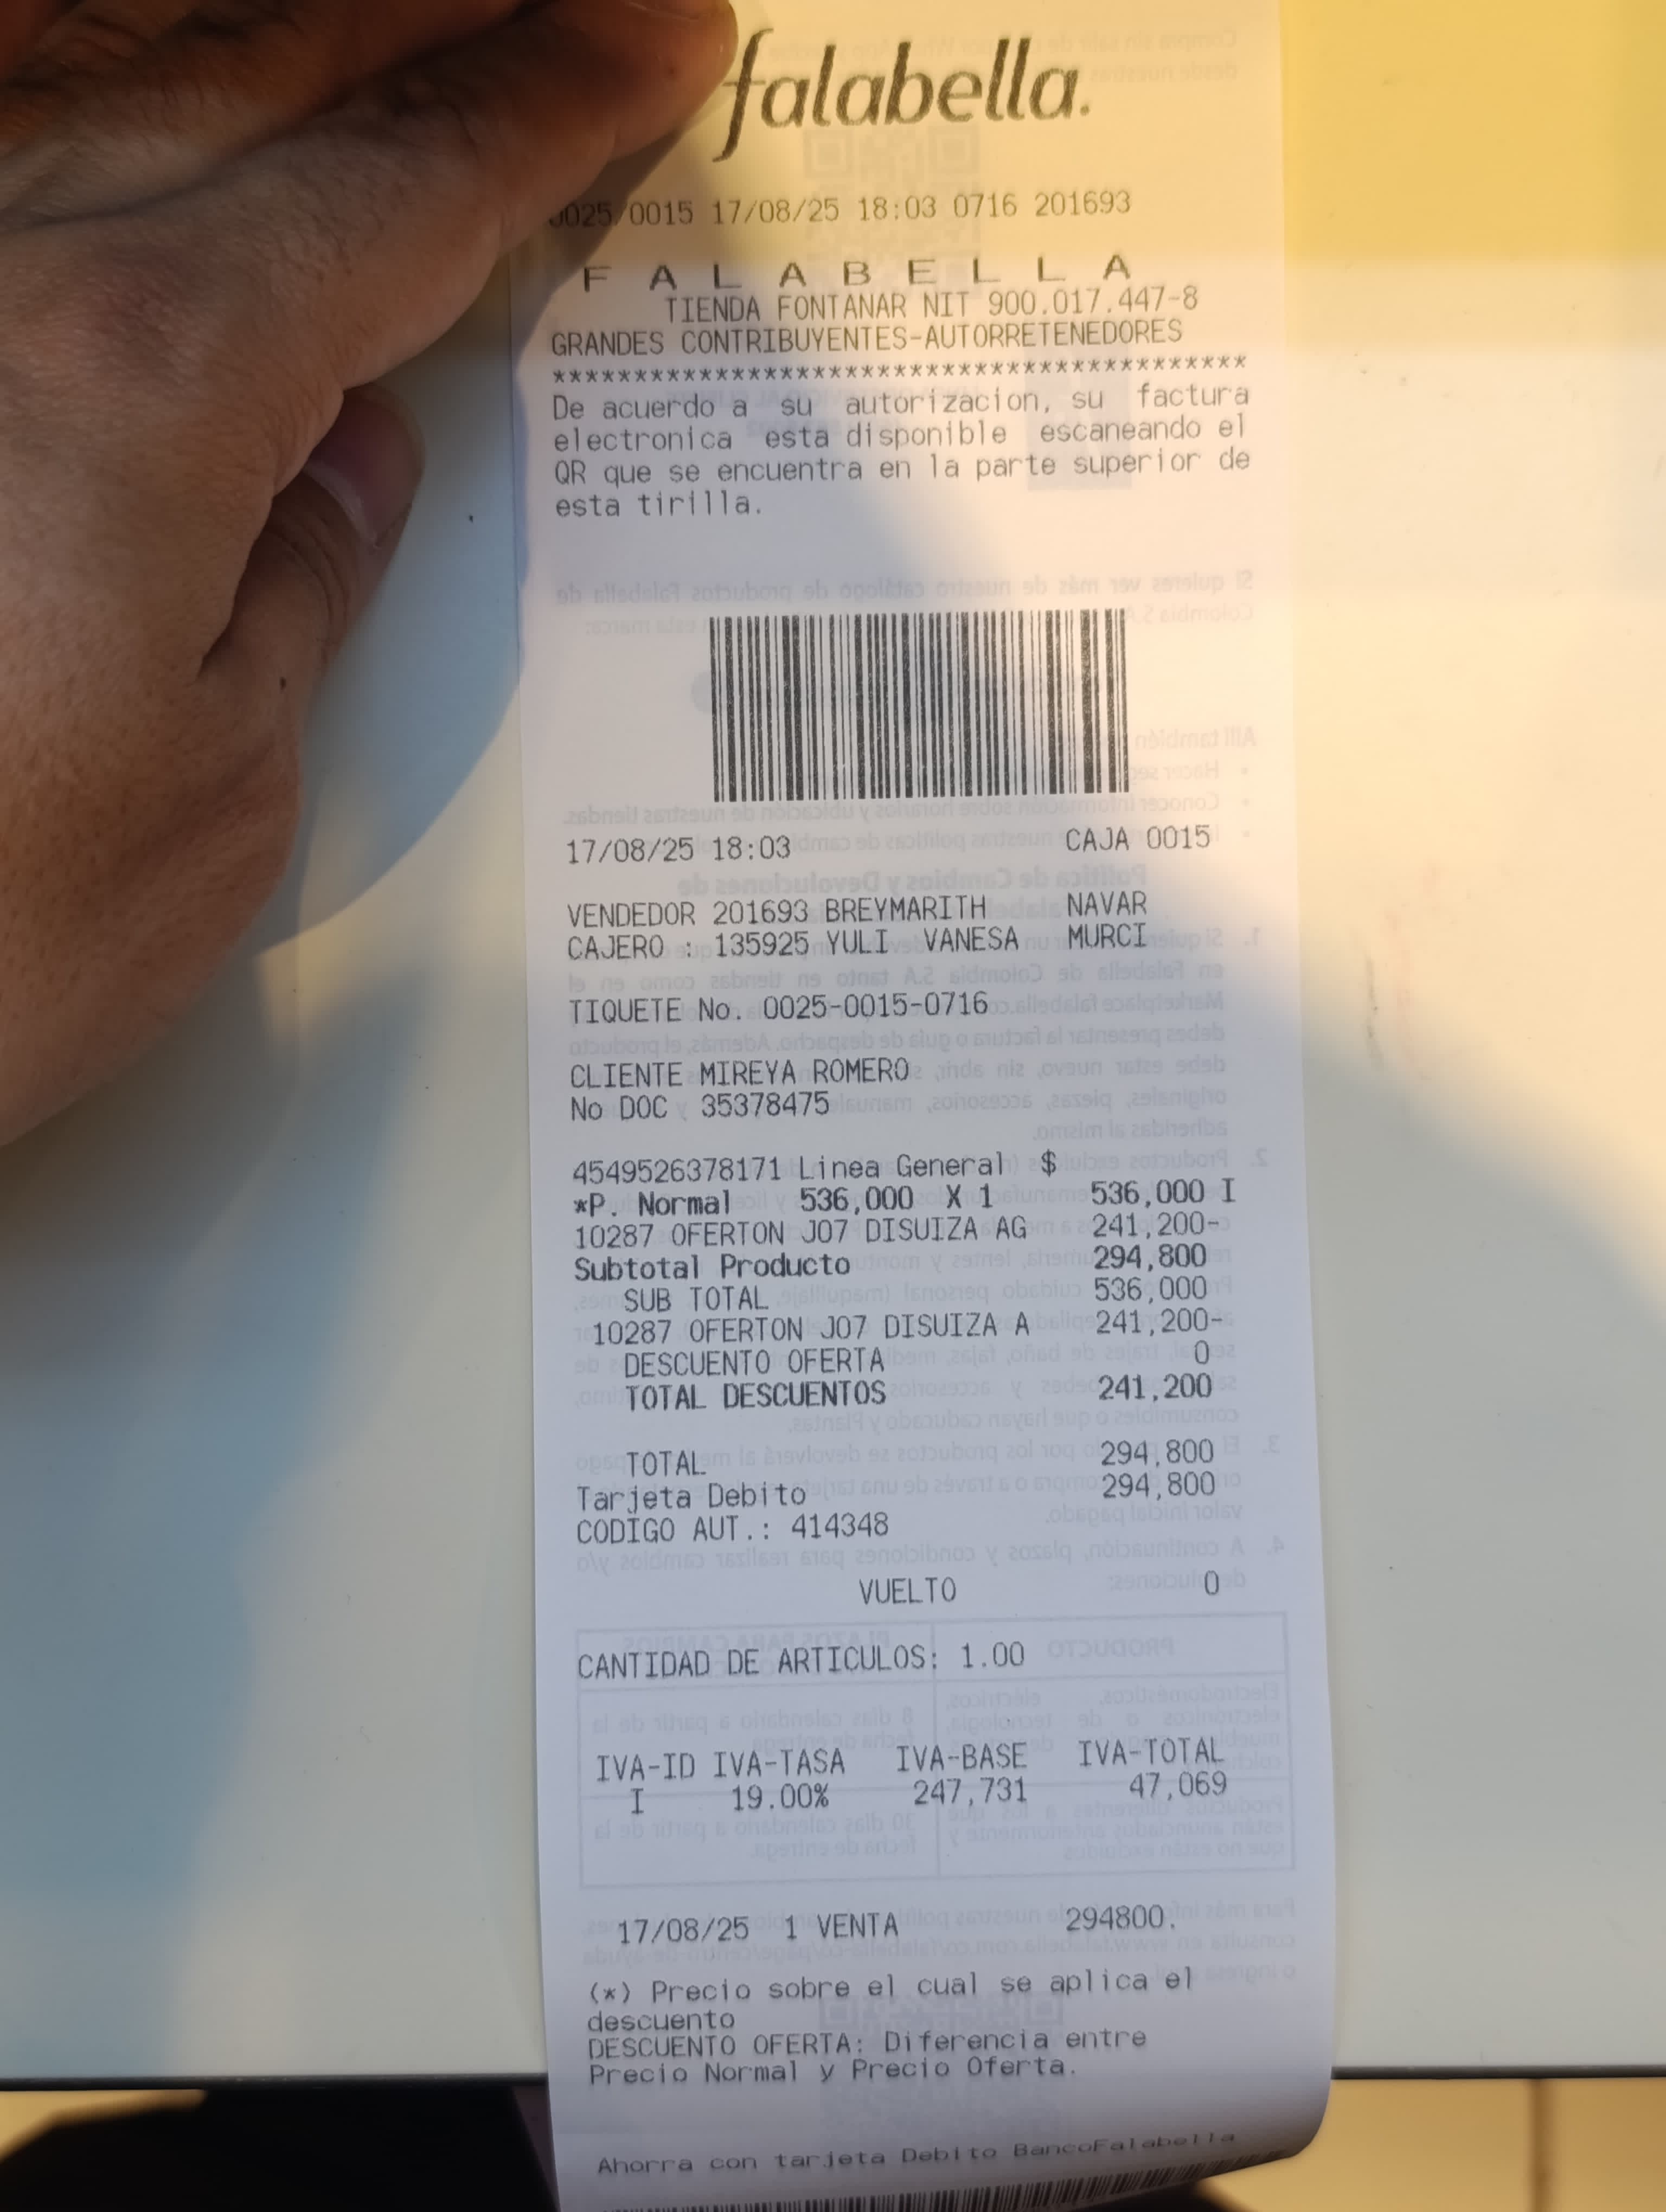 falabella.
0025/0015 17/08/25 18:03 0716 201693
F A L A B E L L A
TIENDA FONTANAR NIT 900.017.447-8
GRANDES CONTRIBUYENTES-AUTORRETENEDORES
*******************************************
De acuerdo a su autorizacion, su factura
electronica esta disponible escaneando el
QR que se encuentra en la parte superior de
esta tirilla.
17/08/25 18:03 CAJA 0015
VENDEDOR 201693 BREYMARITH NAVAR
CAJERO : 135925 YULI VANESA MURCI
TIQUETE No. 0025-0015-0716
CLIENTE MIREYA ROMERO
No DOC 35378475
4549526378171 Linea General $
*P. Normal 536,000 X 1 536,000 I
10287 OFERTON J07 DISUIZA AG 241,200-
Subtotal Producto 294,800
SUB TOTAL 536,000
10287 OFERTON J07 DISUIZA A 241,200-
DESCUENTO OFERTA 0
TOTAL DESCUENTOS 241,200
TOTAL 294,800
Tarjeta Debito 294,800
CODIGO AUT.: 414348
VUELTO 0
CANTIDAD DE ARTICULOS: 1.00
IVA-ID IVA-TASA IVA-BASE IVA-TOTAL
I 19.00% 247,731 47,069
17/08/25 1 VENTA 294800.
(*) Precio sobre el cual se aplica el
descuento
DESCUENTO OFERTA: Diferencia entre
Precio Normal y Precio Oferta.
Ahorra con tarjeta Debito BancoFalabella